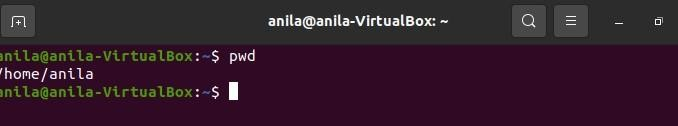 anila@anila-VirtualBox: ~
anila@anila-VirtualBox:~$ pwd
/home/anila
anila@anila-VirtualBox:~$